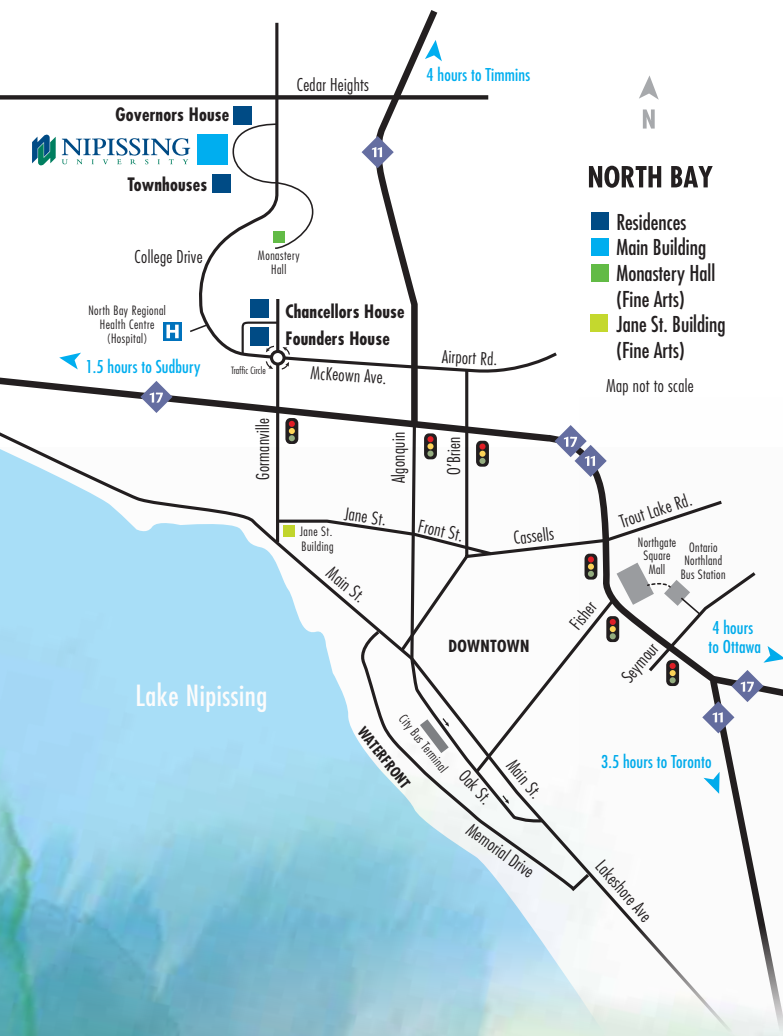 4 hours to Timmins
Cedar Heights
Governors House
N
11
NIPISSING
UNIVERSITY
NORTH BAY
Townhouses
Residences
Main Building
Monastery Hall
(Fine Arts)
Jane St. Building
(Fine Arts)
Map not to scale
College Drive
Monastery
Hall
North Bay Regional
Health Centre
(Hospital)
H
Chancellors House
Founders House
1.5 hours to Sudbury
Traffic Circle
McKeown Ave.
Airport Rd.
17
17
11
Gormanville
Algonquin
O'Brien
Jane St.
Front St.
Cassells
Trout Lake Rd.
Jane St.
Building
Northgate
Square
Mall
Ontario
Northland
Bus Station
Main St.
Fisher
DOWNTOWN
Seymour
4 hours
to Ottawa
17
11
Lake Nipissing
WATERFRONT
City Bus Terminal
Oak St.
Main St.
3.5 hours to Toronto
Memorial Drive
Lakeshore Ave